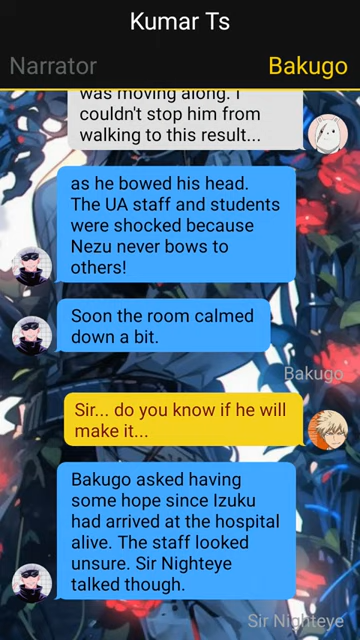 Kumar Ts
Narrator
Bakugo
was moving along. I
couldn't stop him from
walking to this result...
as he bowed his head.
The UA staff and students
were shocked because
Nezu never bows to
others!
Soon the room calmed
down a bit.
Bakugo
Sir... do you know if he will
make it...
Bakugo asked having
some hope since Izuku
had arrived at the hospital
alive. The staff looked
unsure. Sir Nighteye
talked though.
Sir Nighteye